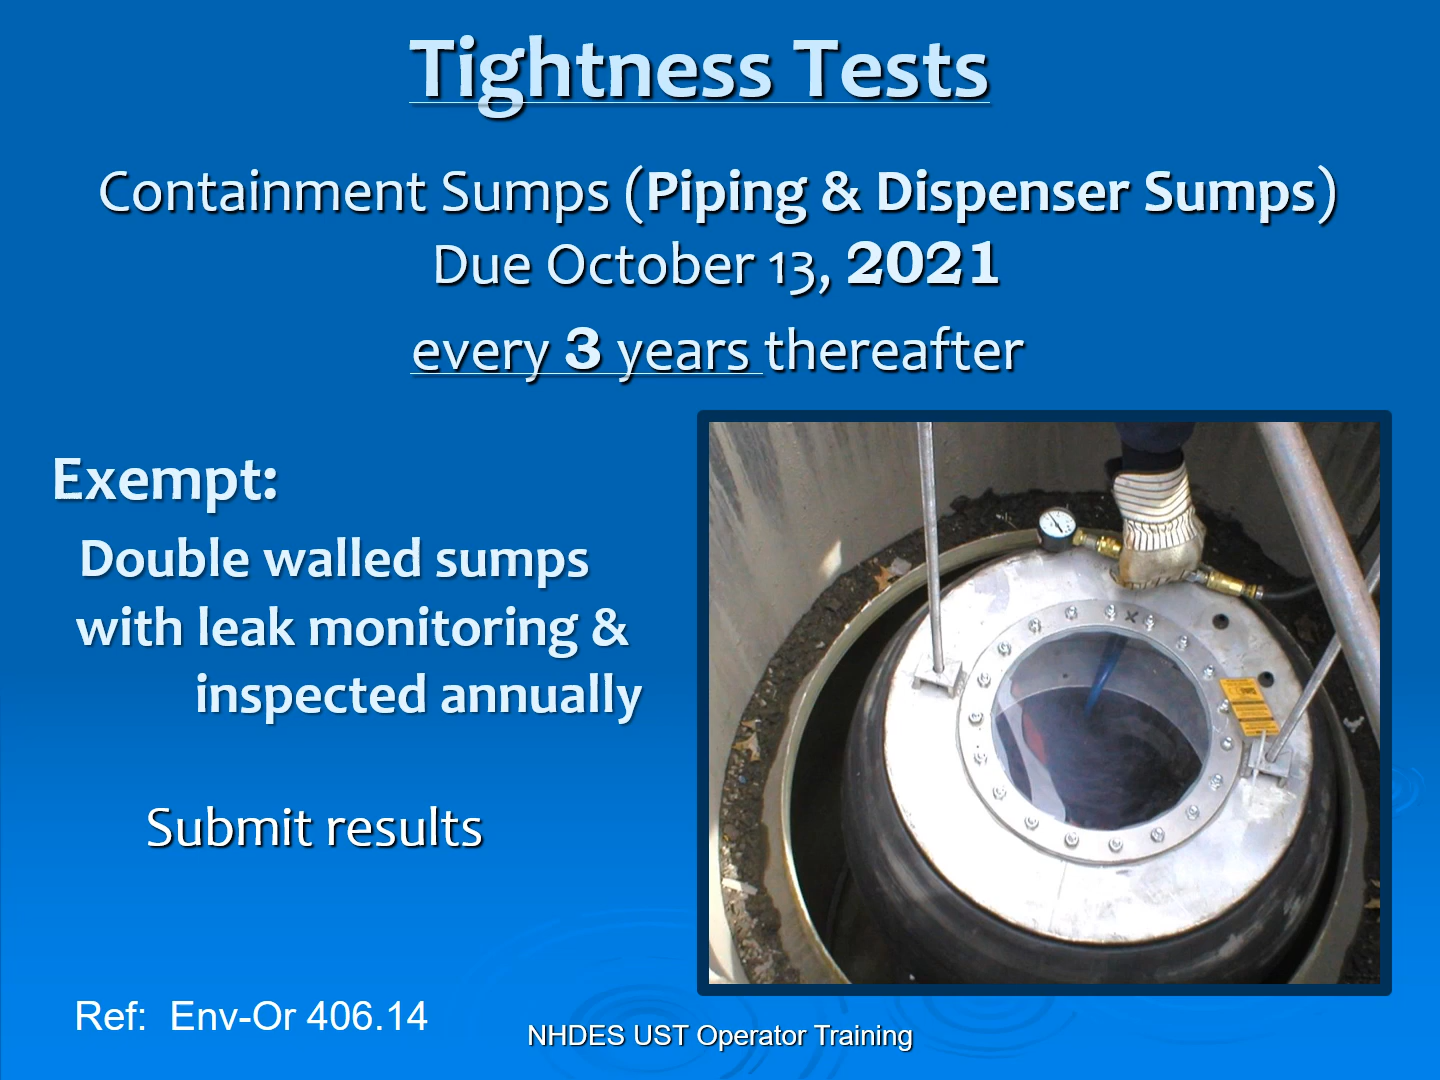 Tightness Tests
Containment Sumps (Piping & Dispenser Sumps)
Due October 13, 2021
every 3 years thereafter
Exempt:
Double walled sumps
with leak monitoring &
inspected annually
Submit results
Ref:  Env-Or 406.14
NHDES UST Operator Training